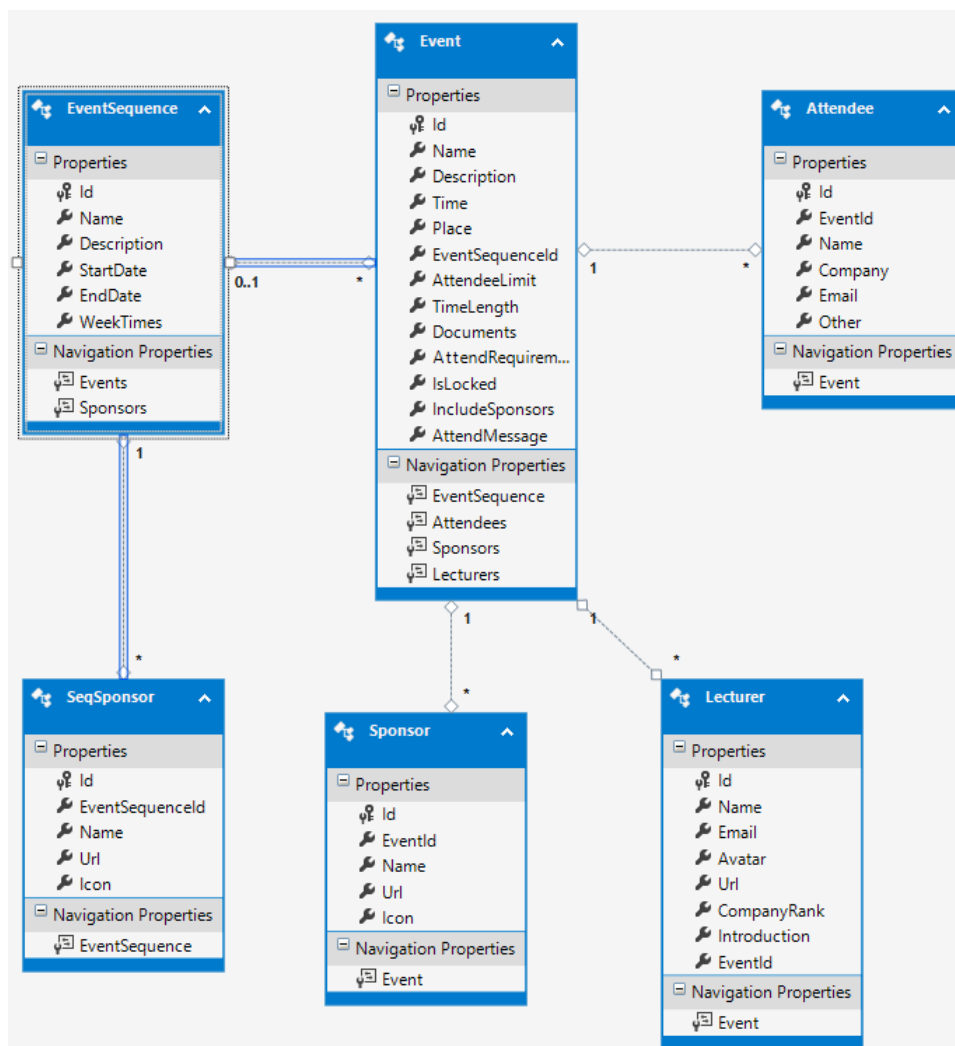 Event
Properties
Id
Name
Description
Time
Place
EventSequenceId
AttendeeLimit
TimeLength
Documents
AttendRequirem...
IsLocked
IncludeSponsors
AttendMessage
Navigation Properties
EventSequence
Attendees
Sponsors
Lecturers
EventSequence
Properties
Id
Name
Description
StartDate
EndDate
WeekTimes
Navigation Properties
Events
Sponsors
Attendee
Properties
Id
EventId
Name
Company
Email
Other
Navigation Properties
Event
0..1
*
1
*
1
*
1
*
1
*
SeqSponsor
Properties
Id
EventSequenceId
Name
Url
Icon
Navigation Properties
EventSequence
Sponsor
Properties
Id
EventId
Name
Url
Icon
Navigation Properties
Event
Lecturer
Properties
Id
Name
Email
Avatar
Url
CompanyRank
Introduction
EventId
Navigation Properties
Event